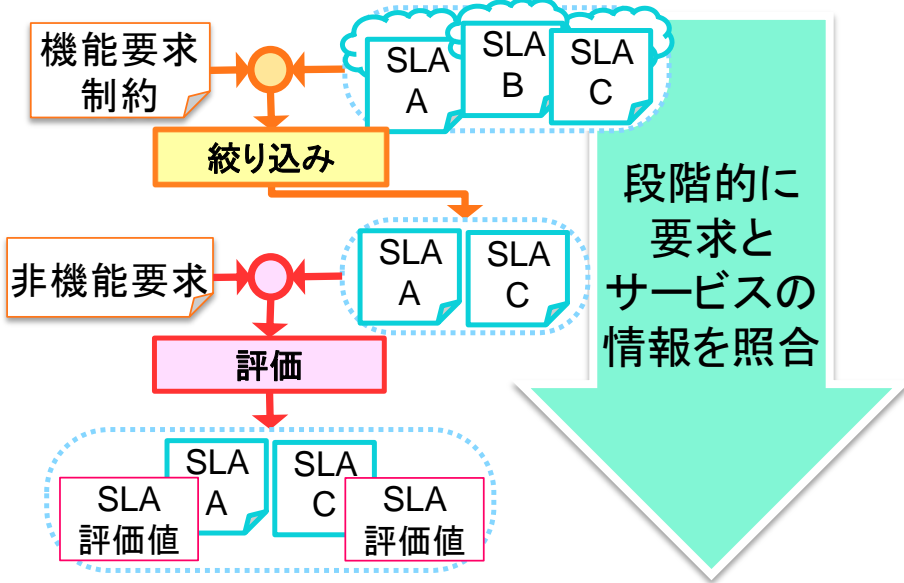 機能要求
制約
SLA
A
SLA
B
SLA
C
絞り込み
段階的に
要求と
サービスの
情報を照合
非機能要求
SLA
A
SLA
C
評価
SLA
A
SLA
C
SLA
評価値
SLA
評価値